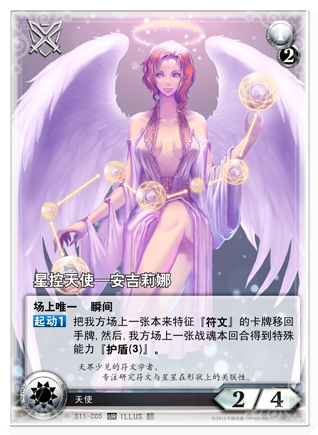 1
2
星控天使—安吉莉娜
场上唯一 瞬间
起动1 把我方场上一张本来特征『符文』的卡牌移回
手牌,然后,我方场上一张战魂本回合得到特殊
能力『护盾(3)』。
天界少见的符文学者,
专注研究符文与星星在形状上的关联性。
天使
2 / 4
S11-005 ILLUS